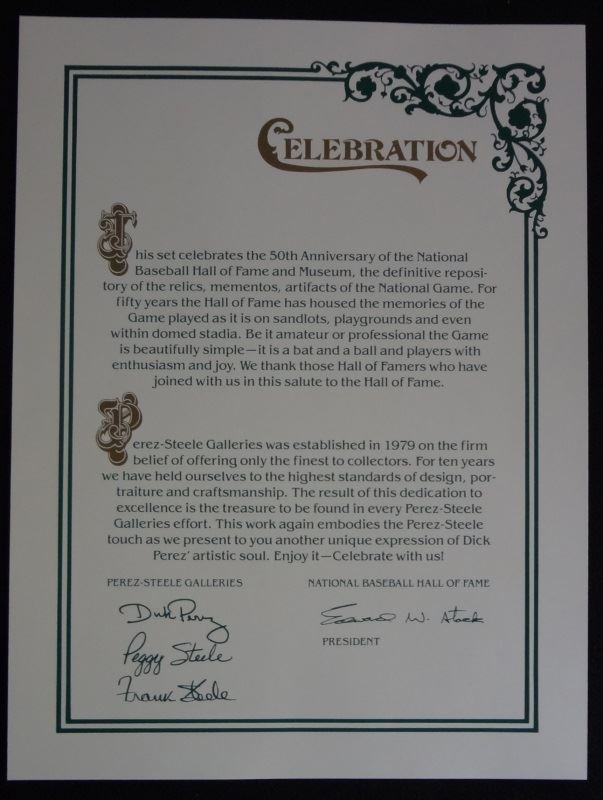 CELEBRATION
This set celebrates the 50th Anniversary of the National
Baseball Hall of Fame and Museum, the definitive reposi-
tory of the relics, mementos, artifacts of the National Game. For
fifty years the Hall of Fame has housed the memories of the
Game played as it is on sandlots, playgrounds and even
within domed stadia. Be it amateur or professional the Game
is beautifully simple—it is a bat and a ball and players with
enthusiasm and joy. We thank those Hall of Famers who have
joined with us in this salute to the Hall of Fame.
Perez-Steele Galleries was established in 1979 on the firm
belief of offering only the finest to collectors. For ten years
we have held ourselves to the highest standards of design, por-
traiture and craftsmanship. The result of this dedication to
excellence is the treasure to be found in every Perez-Steele
Galleries effort. This work again embodies the Perez-Steele
touch as we present to you another unique expression of Dick
Perez' artistic soul. Enjoy it—Celebrate with us!
PEREZ-STEELE GALLERIES
Dick Perez
Peggy Steele
Frank Steele
NATIONAL BASEBALL HALL OF FAME
Edward W. Stack
PRESIDENT